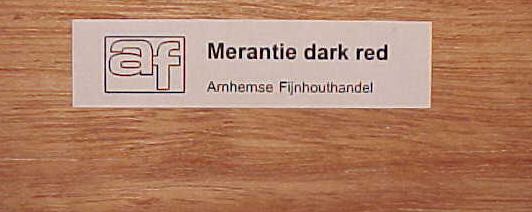 af
Merantie dark red
Arnhemse Fijnhouthandel